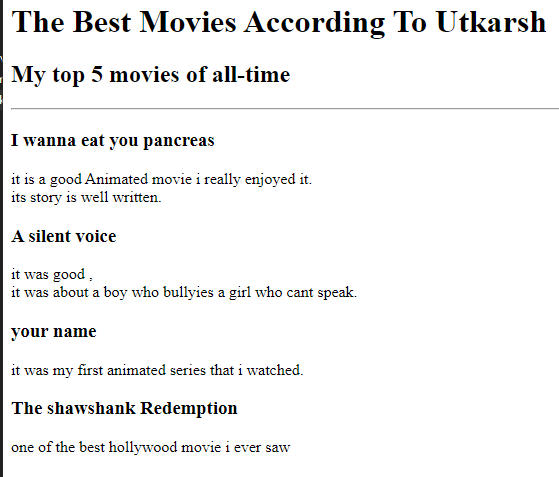 The Best Movies According To Utkarsh
My top 5 movies of all-time
I wanna eat you pancreas
it is a good Animated movie i really enjoyed it.
its story is well written.
A silent voice
it was good ,
it was about a boy who bullyies a girl who cant speak.
your name
it was my first animated series that i watched.
The shawshank Redemption
one of the best hollywood movie i ever saw